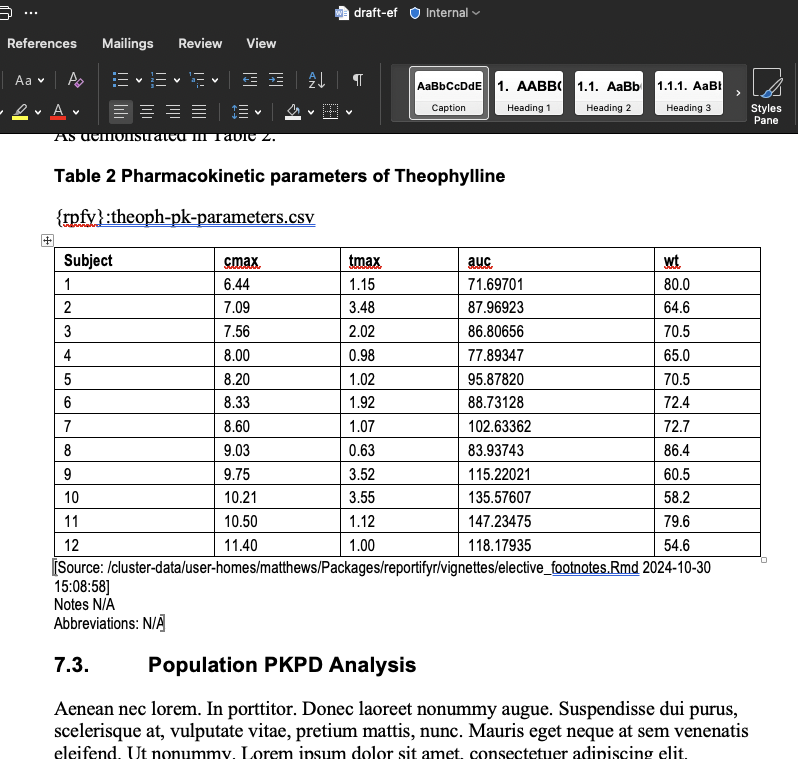 draft-ef Internal
References Mailings Review View
Aa A A A Z ¶
AaBbCcDdE 1. AABB( 1.1. AaBb 1.1.1. AaBl
Caption Heading 1 Heading 2 Heading 3 Styles
Pane
As demonstrated in Table 2.
Table 2 Pharmacokinetic parameters of Theophylline
{rpfy}:theoph-pk-parameters.csv
Subject cmax tmax auc wt
1 6.44 1.15 71.69701 80.0
2 7.09 3.48 87.96923 64.6
3 7.56 2.02 86.80656 70.5
4 8.00 0.98 77.89347 65.0
5 8.20 1.02 95.87820 70.5
6 8.33 1.92 88.73128 72.4
7 8.60 1.07 102.63362 72.7
8 9.03 0.63 83.93743 86.4
9 9.75 3.52 115.22021 60.5
10 10.21 3.55 135.57607 58.2
11 10.50 1.12 147.23475 79.6
12 11.40 1.00 118.17935 54.6
[Source: /cluster-data/user-homes/matthews/Packages/reportifyr/vignettes/elective_footnotes.Rmd 2024-10-30
15:08:58]
Notes N/A
Abbreviations: N/A
7.3. Population PKPD Analysis
Aenean nec lorem. In porttitor. Donec laoreet nonummy augue. Suspendisse dui purus,
scelerisque at, vulputate vitae, pretium mattis, nunc. Mauris eget neque at sem venenatis
eleifend. Ut nonummy. Lorem ipsum dolor sit amet, consectetuer adipiscing elit.